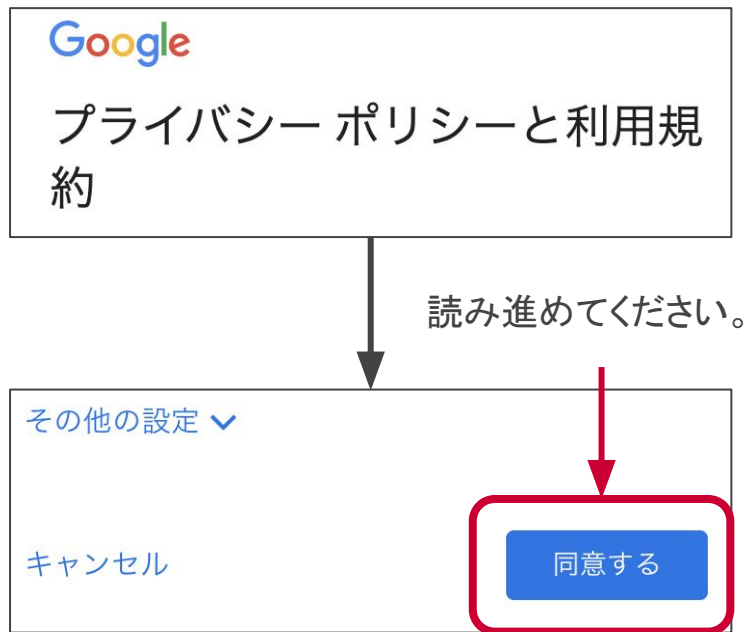 Google
プライバシー ポリシーと利用規
約
読み進めてください。
その他の設定
キャンセル
同意する